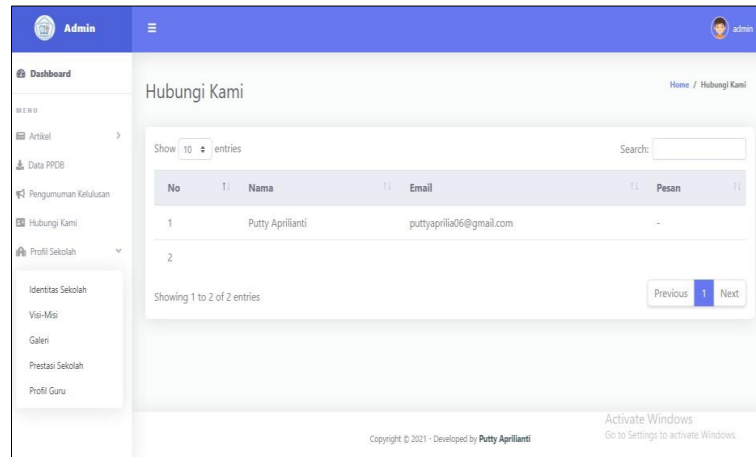 Admin
admin
Dashboard
Hubungi Kami
Home / Hubungi Kami
MENU
Artikel
Data PPDB
Pengumuman Kelulusan
Hubungi Kami
Profil Sekolah
Identitas Sekolah
Visi-Misi
Galeri
Prestasi Sekolah
Profil Guru
Show 10 entries
Search:
No Nama Email Pesan
1 Putty Aprilianti puttyaprilia06@gmail.com -
2
Showing 1 to 2 of 2 entries
Previous 1 Next
Activate Windows
Go to Settings to activate Windows.
Copyright © 2021 - Developed by Putty Aprilianti